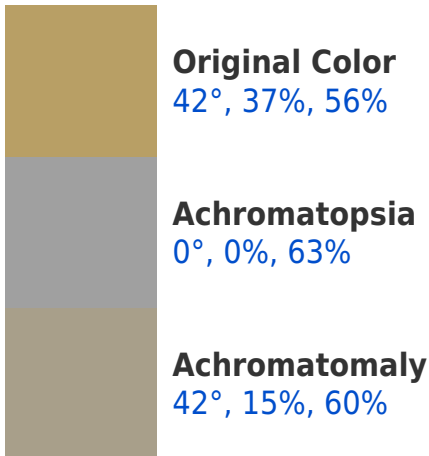 Original Color
42°, 37%, 56%
Achromatopsia
0°, 0%, 63%
Achromatomaly
42°, 15%, 60%